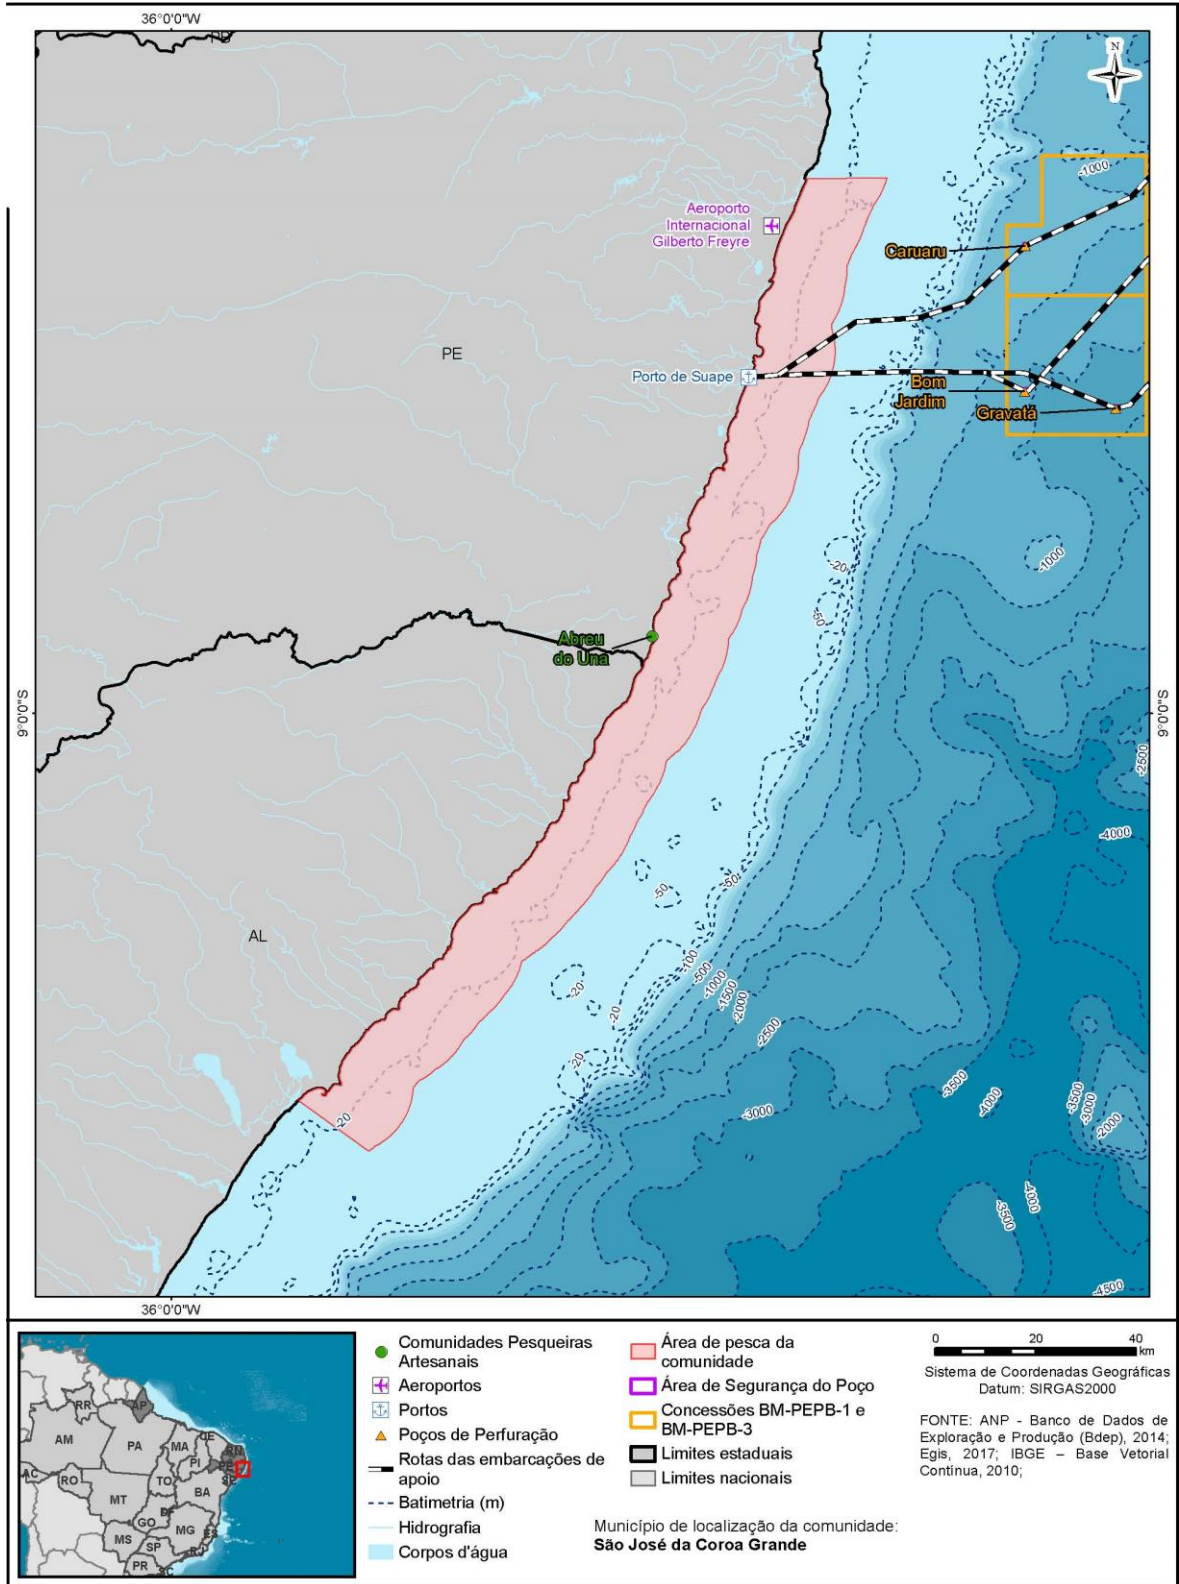 36°0'0"W
PB
N
-1000
Aeroporto
Internacional
Gilberto Freyre
Caruaru
PE
Porto de Suape
Bom
Jardim
Gravatá
-20
-1000
-50
Abreu
do Una
9°0'0"S
9°0'0"S
-2500
-4000
-50
-50
AL
-100
-500
-1000
-1500
-2000
-20
-20
-2500
-20
-3500
-4000
-3000
-20
-3500
-3000
-2000
-4000
-3500
-4500
36°0'0"W
RR
AP
AM
PA
MA
CE
RN
PI
PE
AC
RO
TO
SE
BA
MT
DF
GO
MG
ES
MS
SP
RJ
PR
SC
Comunidades Pesqueiras
Artesanais
Aeroportos
Portos
Poços de Perfuração
Rotas das embarcações de
apoio
Batimetria (m)
Hidrografia
Corpos d'água
Área de pesca da
comunidade
Área de Segurança do Poço
Concessões BM-PEPB-1 e
BM-PEPB-3
Limites estaduais
Limites nacionais
0 20 40
km
Sistema de Coordenadas Geográficas
Datum: SIRGAS2000
FONTE: ANP - Banco de Dados de
Exploração e Produção (Bdep), 2014;
Egis, 2017; IBGE – Base Vetorial
Contínua, 2010;
Município de localização da comunidade:
São José da Coroa Grande